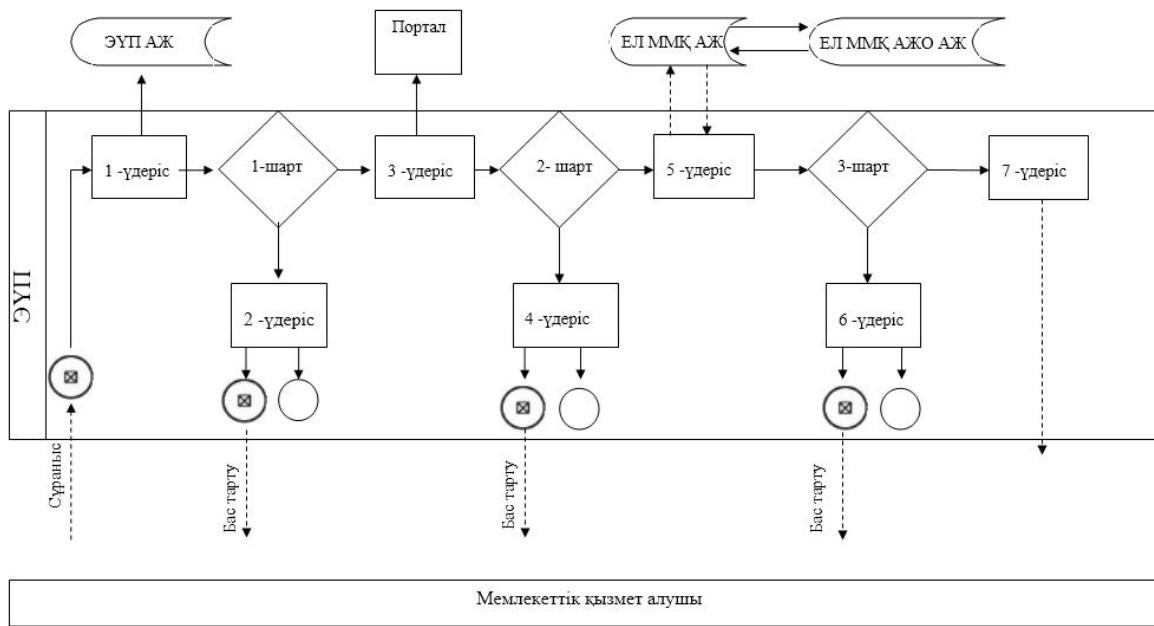 ЭҮП АЖ
Портал
ЕЛ ММҚ АЖ
ЕЛ ММҚ АЖО АЖ
1 -үдеріс
1-шарт
3 -үдеріс
2- шарт
5 -үдеріс
3-шарт
7 -үдеріс
ЭҮП
2 -үдеріс
4 -үдеріс
6 -үдеріс
Сұраныс
Бас тарту
Бас тарту
Бас тарту
Мемлекеттік қызмет алушы